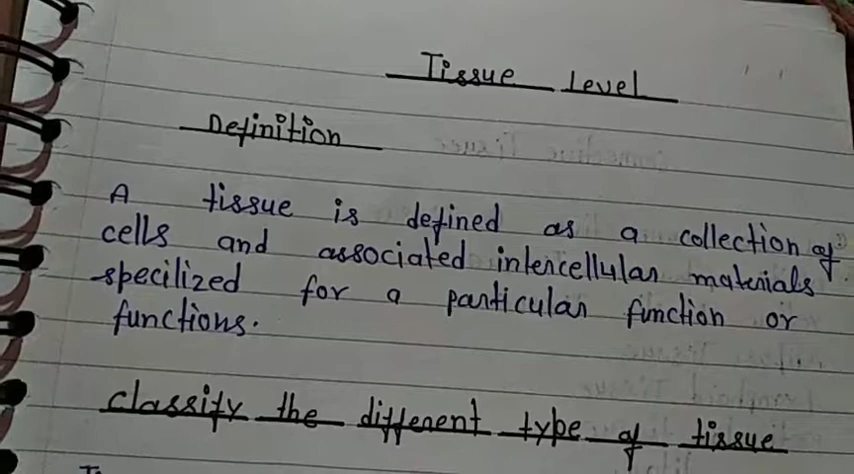 Tissue Level
Definition
A tissue is defined as a collection of
cells and associated intercellular materials
specilized for a particular function or
functions.
classify the different type of tissue